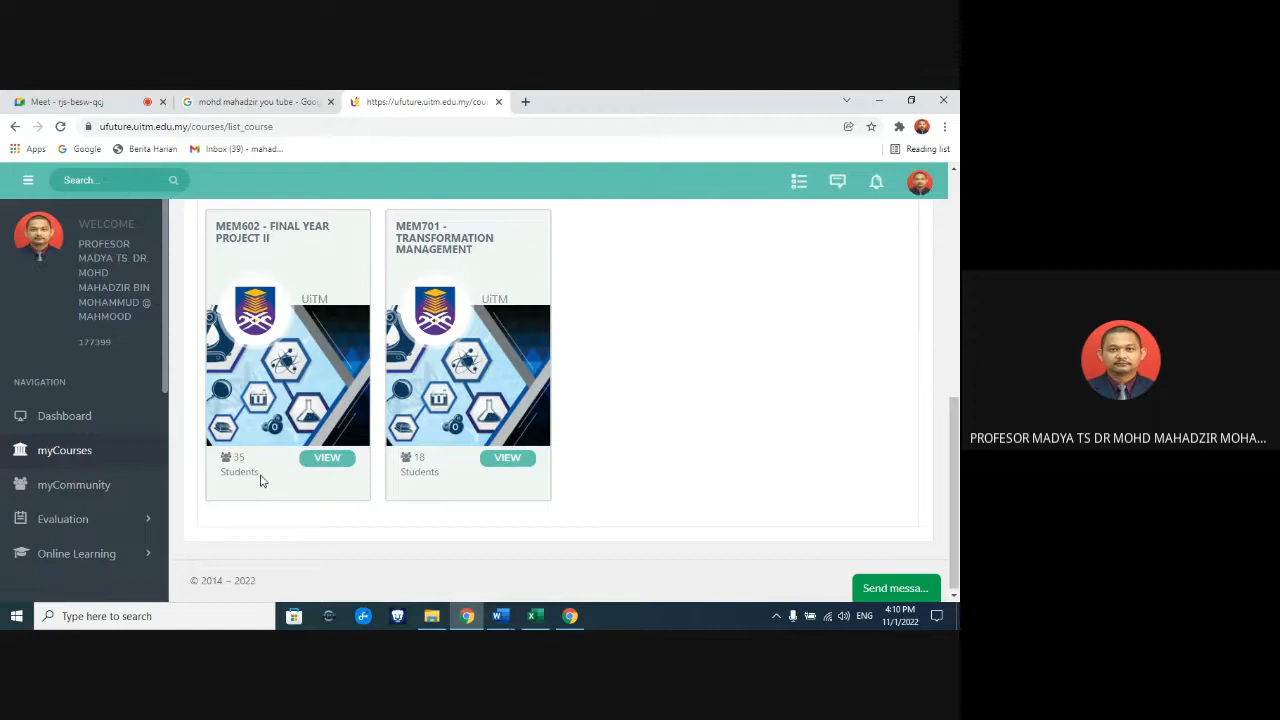 Meet - rjs-besw-qcj
mohd mahadzir you tube - Goog
https://ufuture.uitm.edu.my/cou
ufuture.uitm.edu.my/courses/list_course
Apps
Google
Berita Harian
Inbox (39) - mahad...
Reading list
Search...
WELCOME
PROFESOR
MADYA TS. DR.
MOHD
MAHADZIR BIN
MOHAMMUD @
MAHMOOD
177399
NAVIGATION
Dashboard
myCourses
myCommunity
Evaluation
Online Learning
MEM602 - FINAL YEAR
PROJECT II
UiTM
35
Students
VIEW
MEM701 -
TRANSFORMATION
MANAGEMENT
UiTM
18
Students
VIEW
© 2014 – 2022
Send messa...
Type here to search
ENG
4:10 PM
11/1/2022
PROFESOR MADYA TS DR MOHD MAHADZIR MOHA...